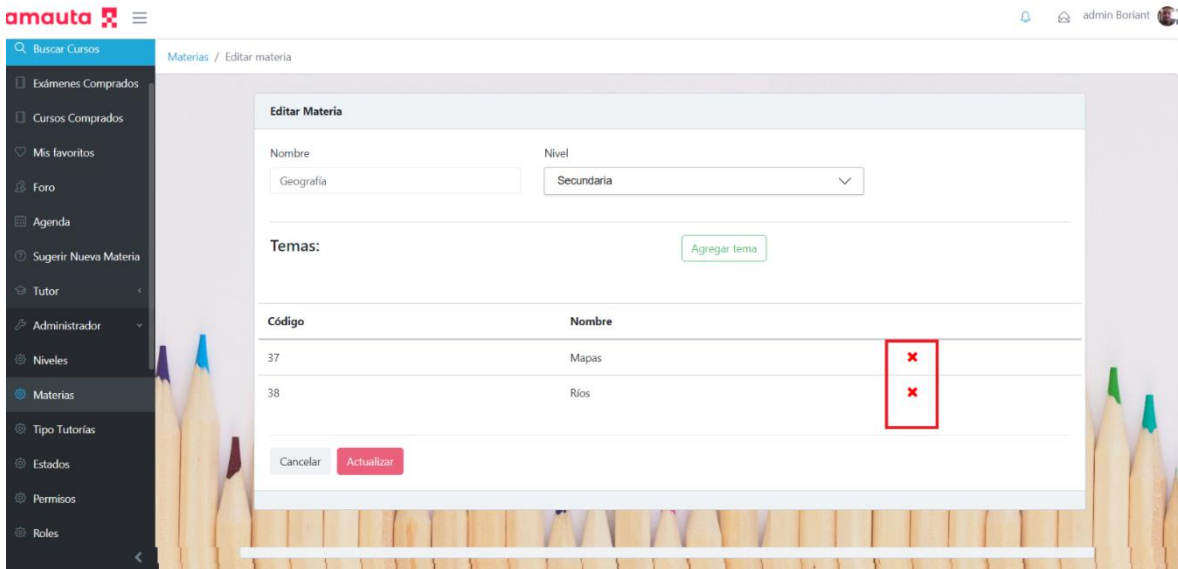 amauta
admin Boriant
Buscar Cursos
Exámenes Comprados
Cursos Comprados
Mis favoritos
Foro
Agenda
Sugerir Nueva Materia
Tutor
Administrador
Niveles
Materias
Tipo Tutorías
Estados
Permisos
Roles
Materias / Editar materia
Editar Materia
Nombre Nivel
Geografía Secundaria
Temas: Agregar tema
Código Nombre
37 Mapas
38 Ríos
Cancelar Actualizar